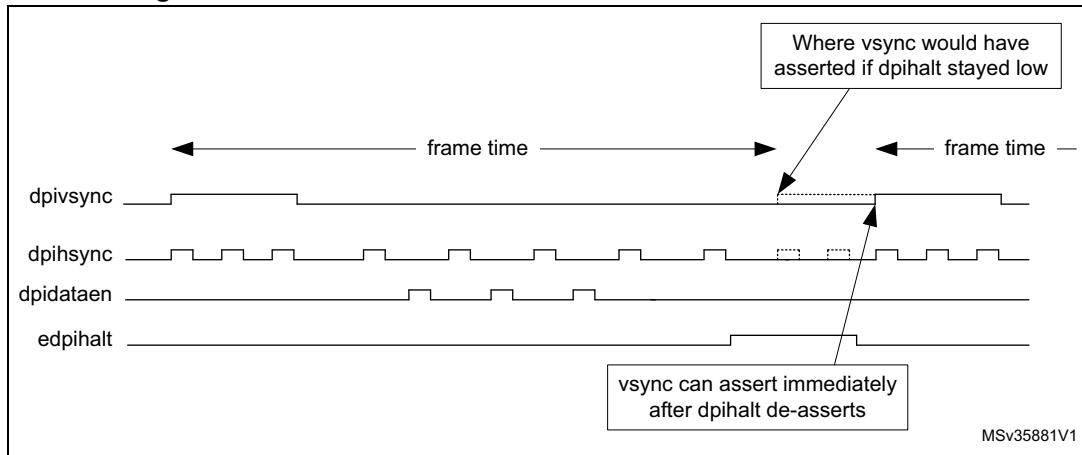 Where vsync would have
asserted if dpihalt stayed low
frame time
frame time
dpivsync
dpihsync
dpidataen
edpihalt
vsync can assert immediately
after dpihalt de-asserts
MSv35881V1